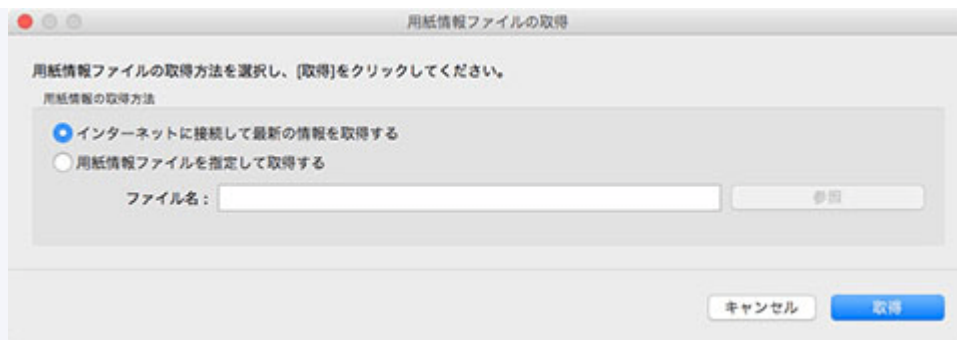 用紙情報ファイルの取得
用紙情報ファイルの取得方法を選択し、[取得]をクリックしてください。
用紙情報の取得方法
インターネットに接続して最新の情報を取得する
用紙情報ファイルを指定して取得する
ファイル名：
参照
キャンセル
取得